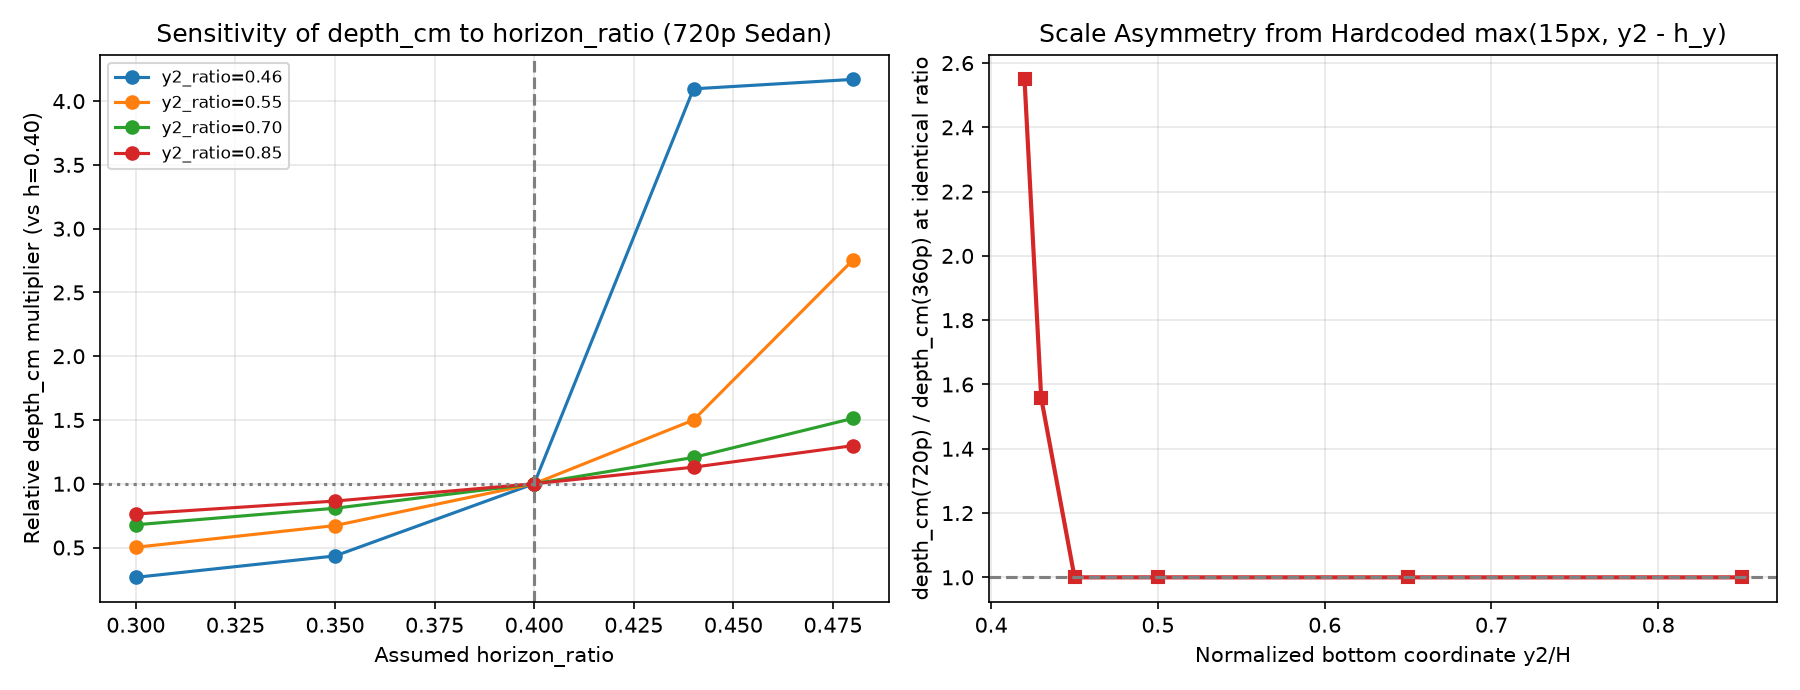 Sensitivity of depth_cm to horizon_ratio (720p Sedan)
y2_ratio=0.46
y2_ratio=0.55
y2_ratio=0.70
y2_ratio=0.85
Relative depth_cm multiplier (vs h=0.40)
4.0
3.5
3.0
2.5
2.0
1.5
1.0
0.5
0.300 0.325 0.350 0.375 0.400 0.425 0.450 0.475
Assumed horizon_ratio
Scale Asymmetry from Hardcoded max(15px, y2 - h_y)
depth_cm(720p) / depth_cm(360p) at identical ratio
2.6
2.4
2.2
2.0
1.8
1.6
1.4
1.2
1.0
0.4 0.5 0.6 0.7 0.8
Normalized bottom coordinate y2/H